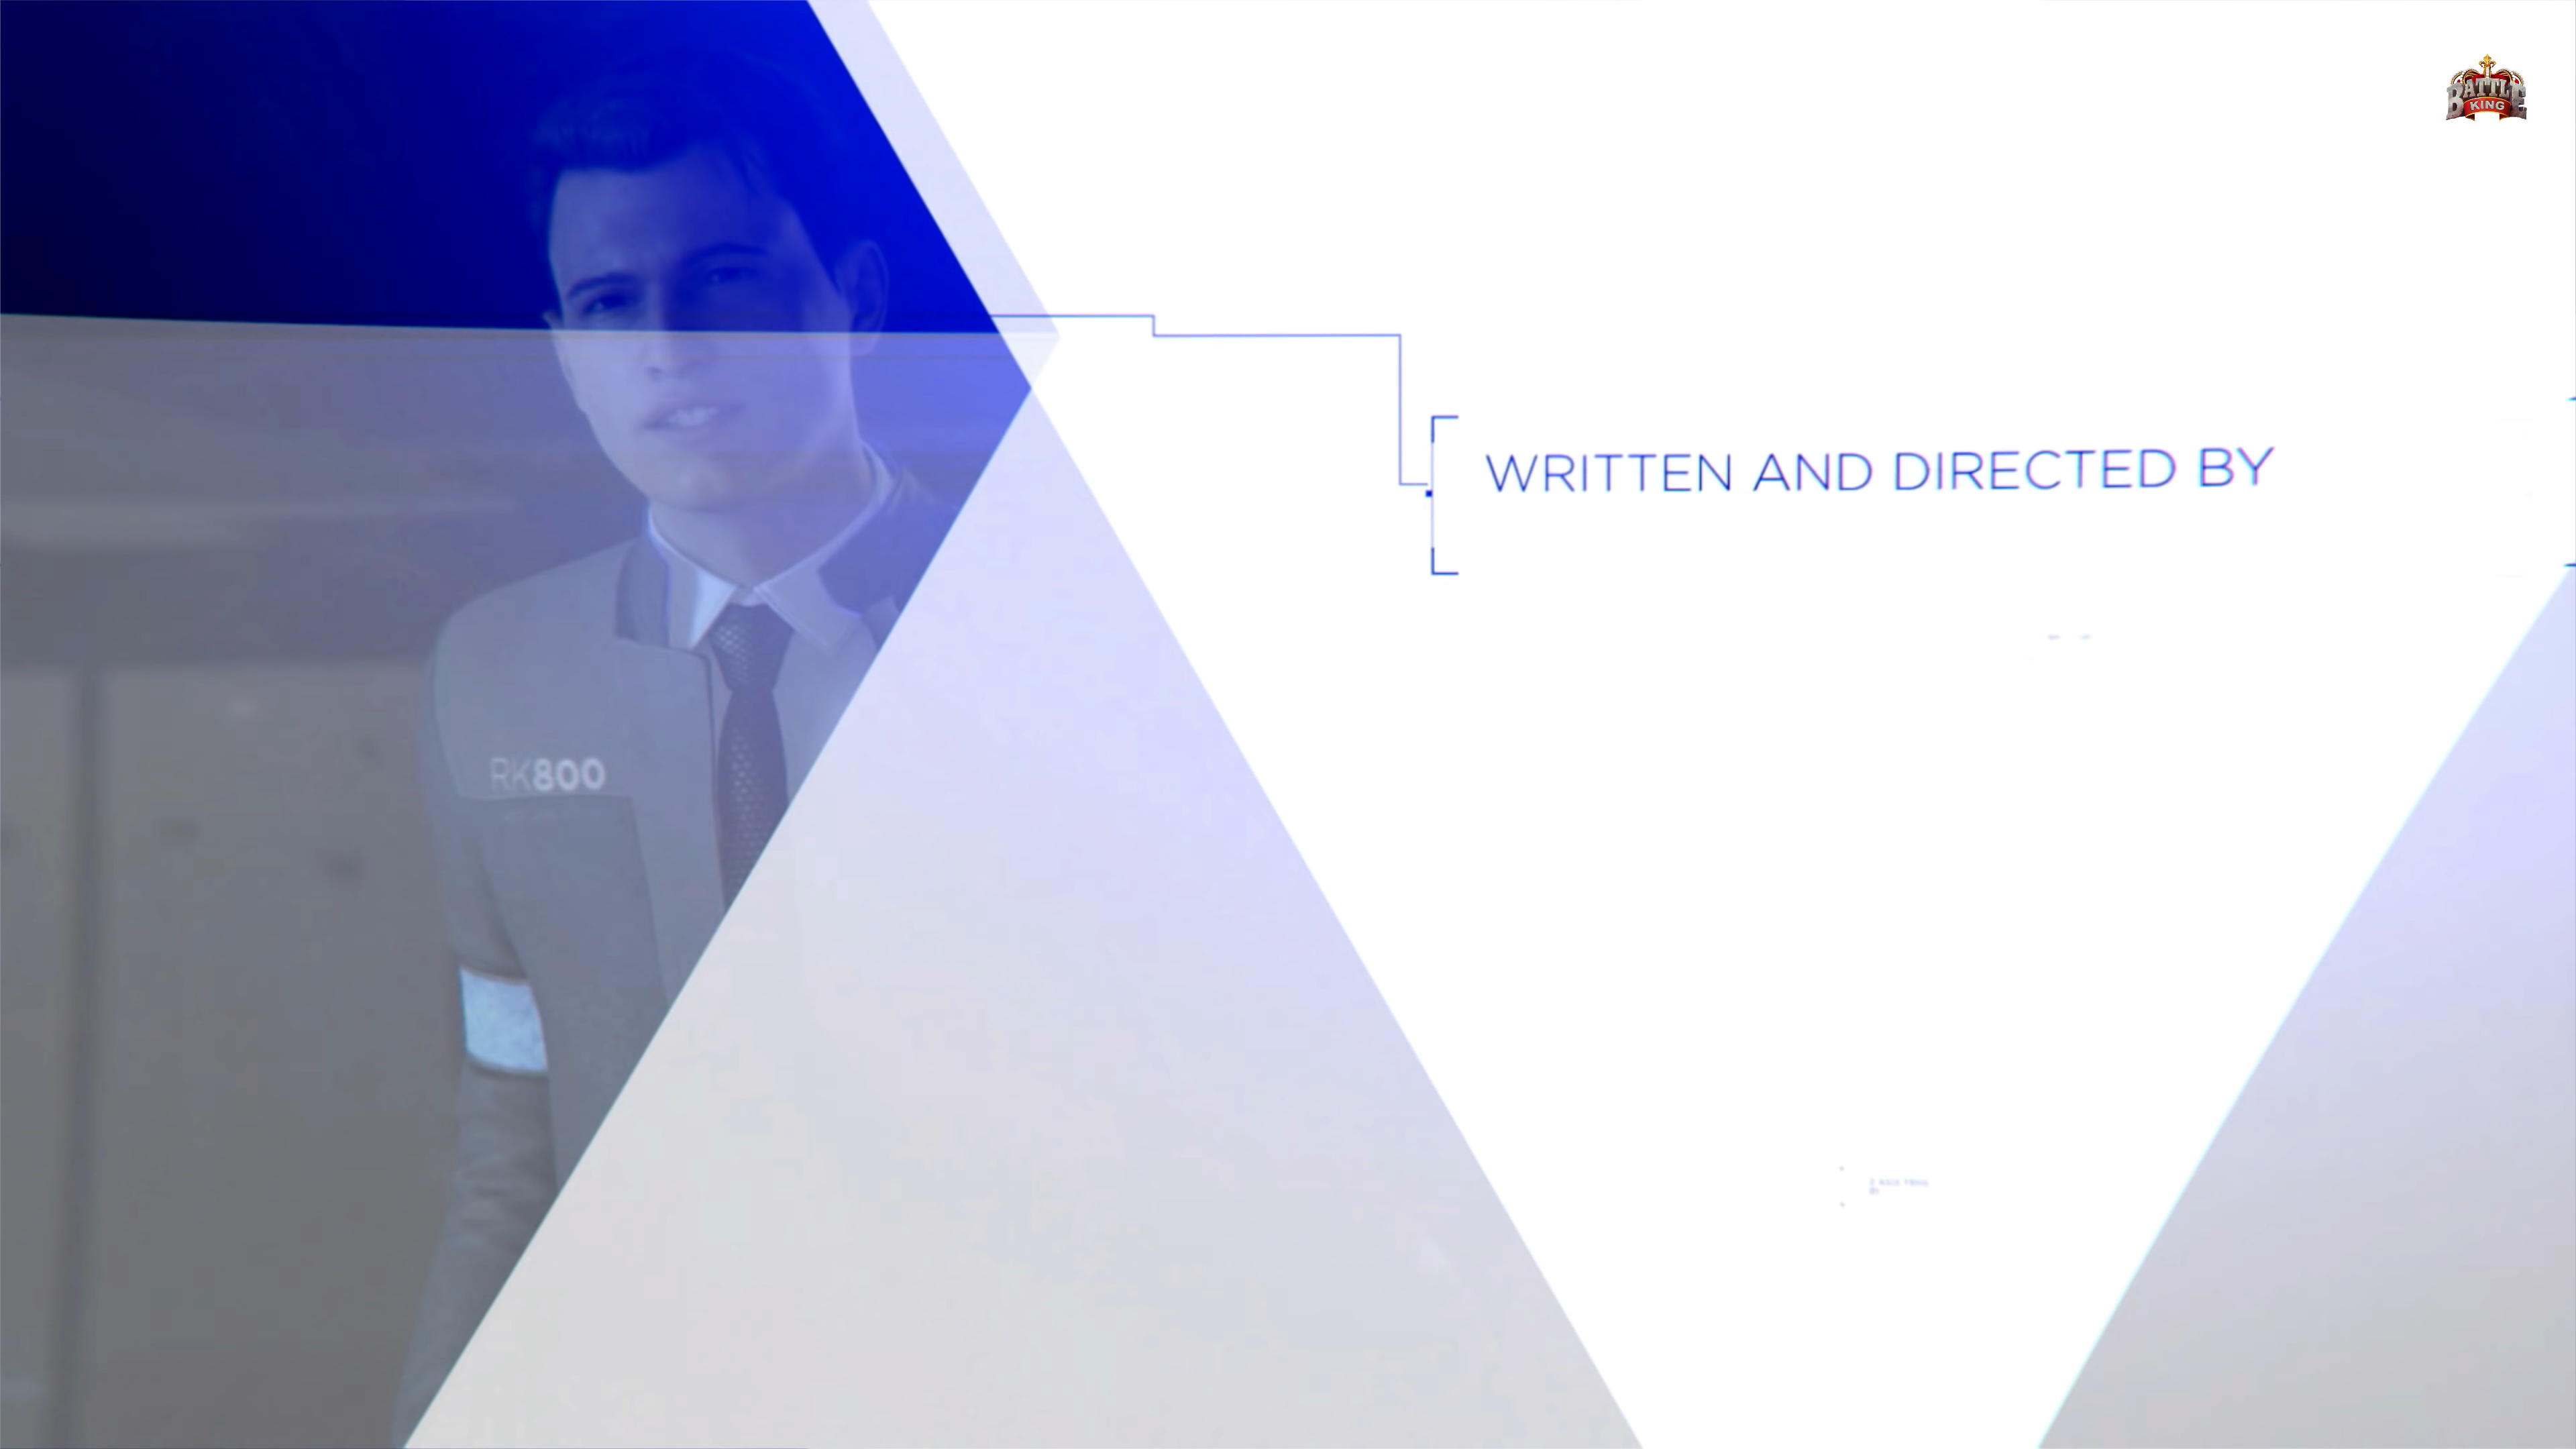 BATTLE
KING
WRITTEN AND DIRECTED BY
RK800